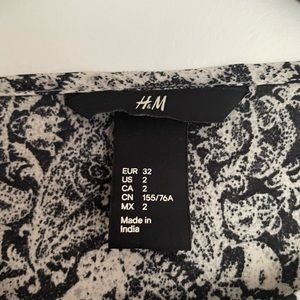 H&M
EUR 32
US 2
CA 2
CN 155/76A
MX 2
Made in
India